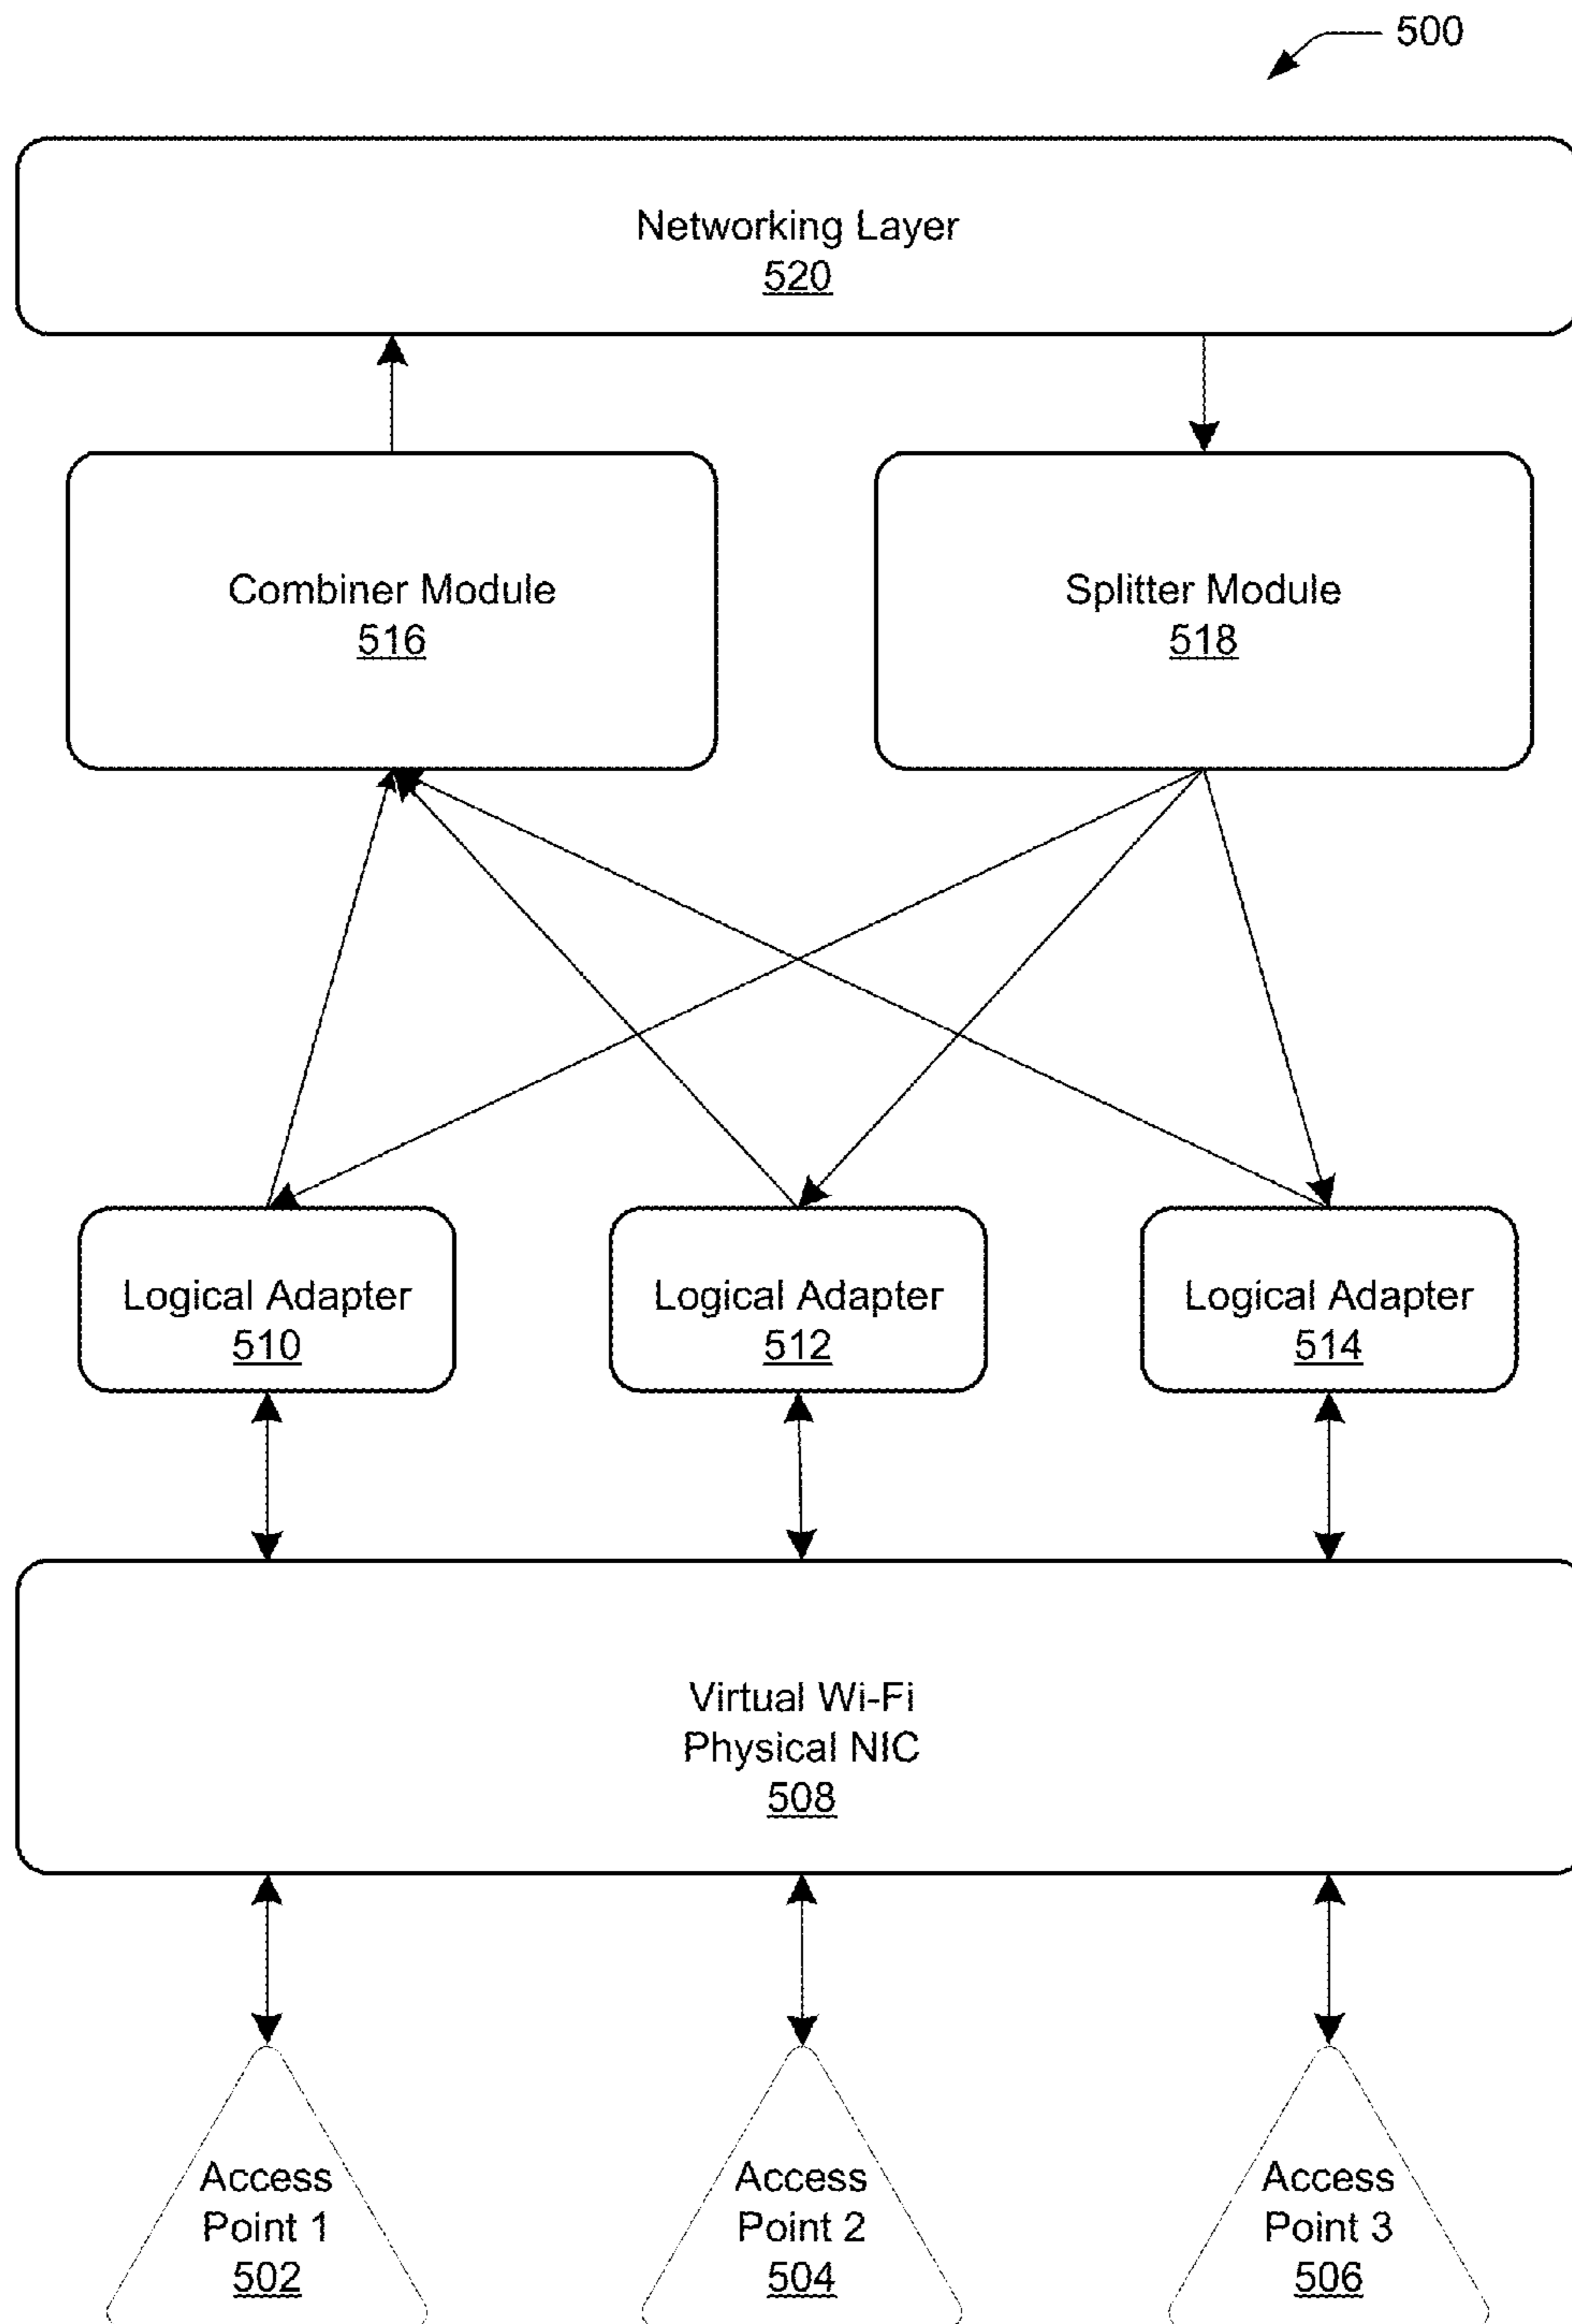 500
Networking Layer
520
Combiner Module
516
Splitter Module
518
Logical Adapter
510
Logical Adapter
512
Logical Adapter
514
Virtual Wi-Fi
Physical NIC
508
Access
Point 1
502
Access
Point 2
504
Access
Point 3
506